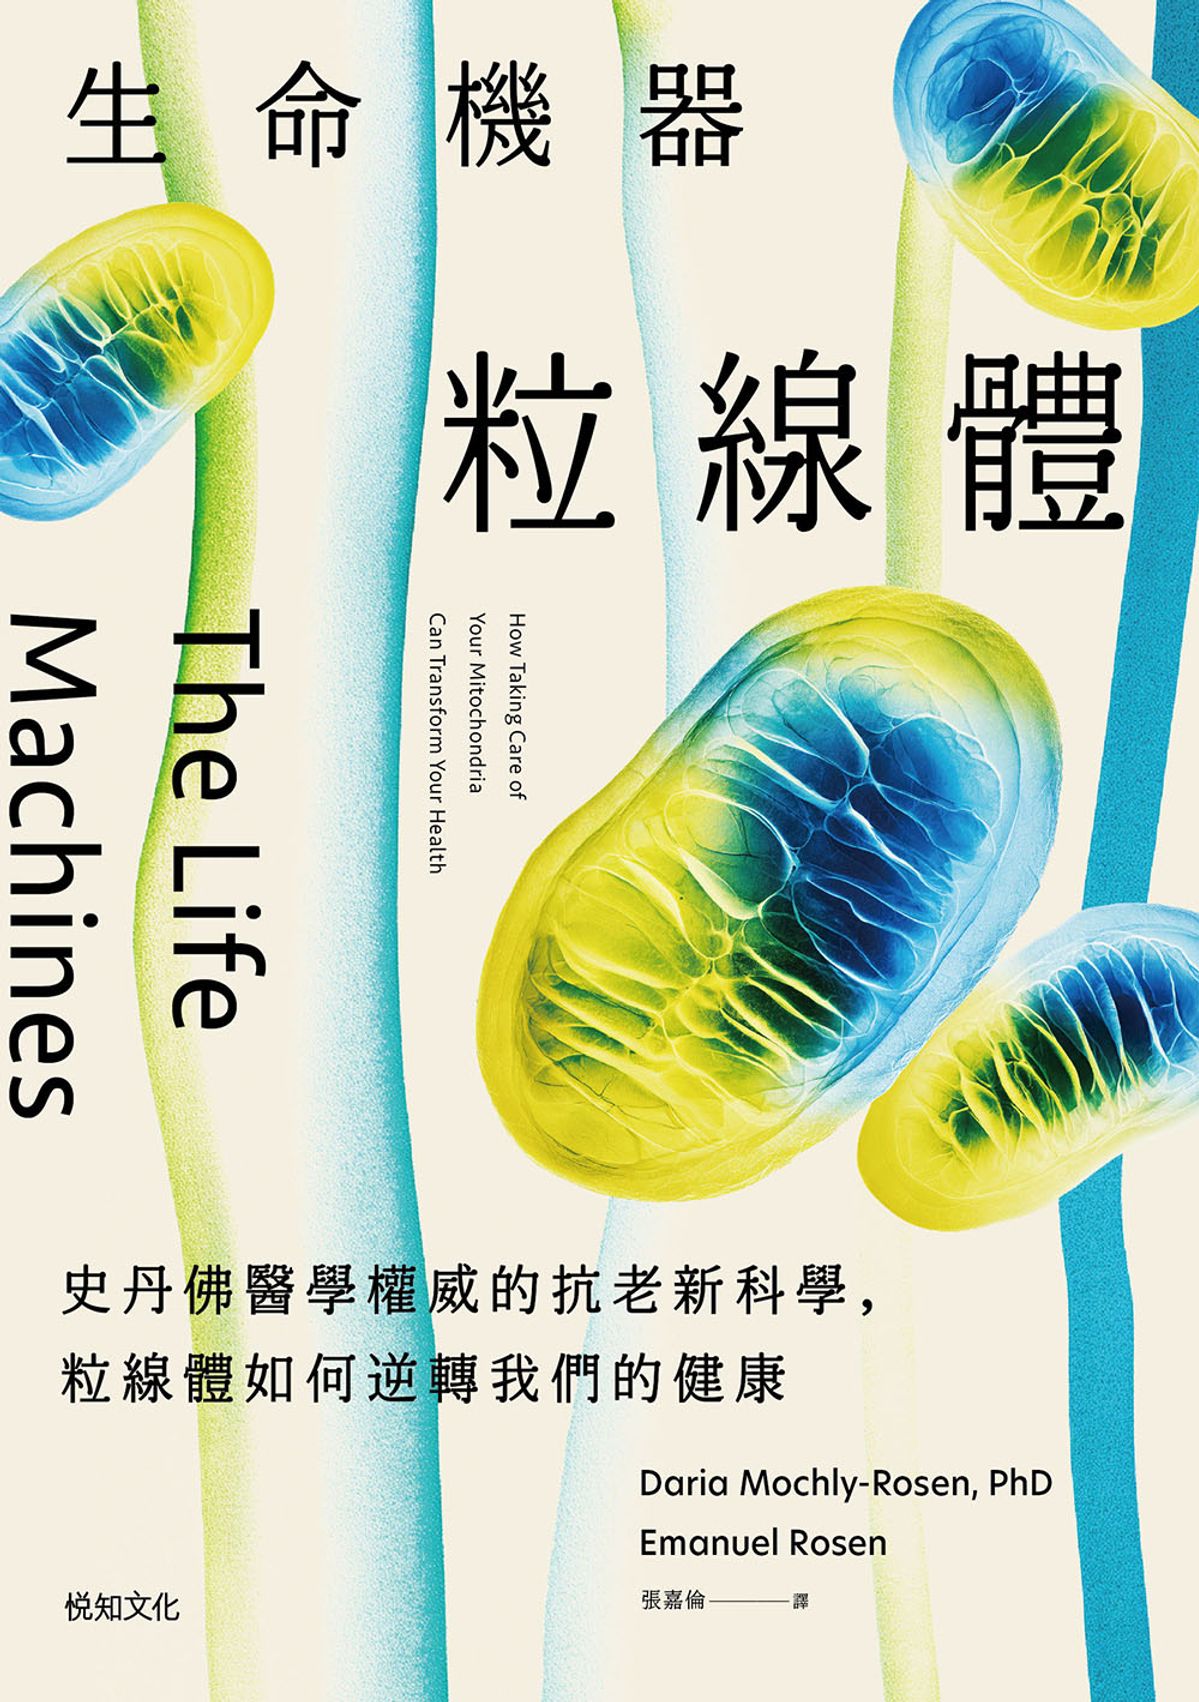 生命機器
粒線體
The Life
Machines
How Taking Care of
Your Mitochondria
Can Transform Your Health
史丹佛醫學權威的抗老新科學，
粒線體如何逆轉我們的健康
Daria Mochly-Rosen, PhD
Emanuel Rosen
張嘉倫——譯
悦知文化